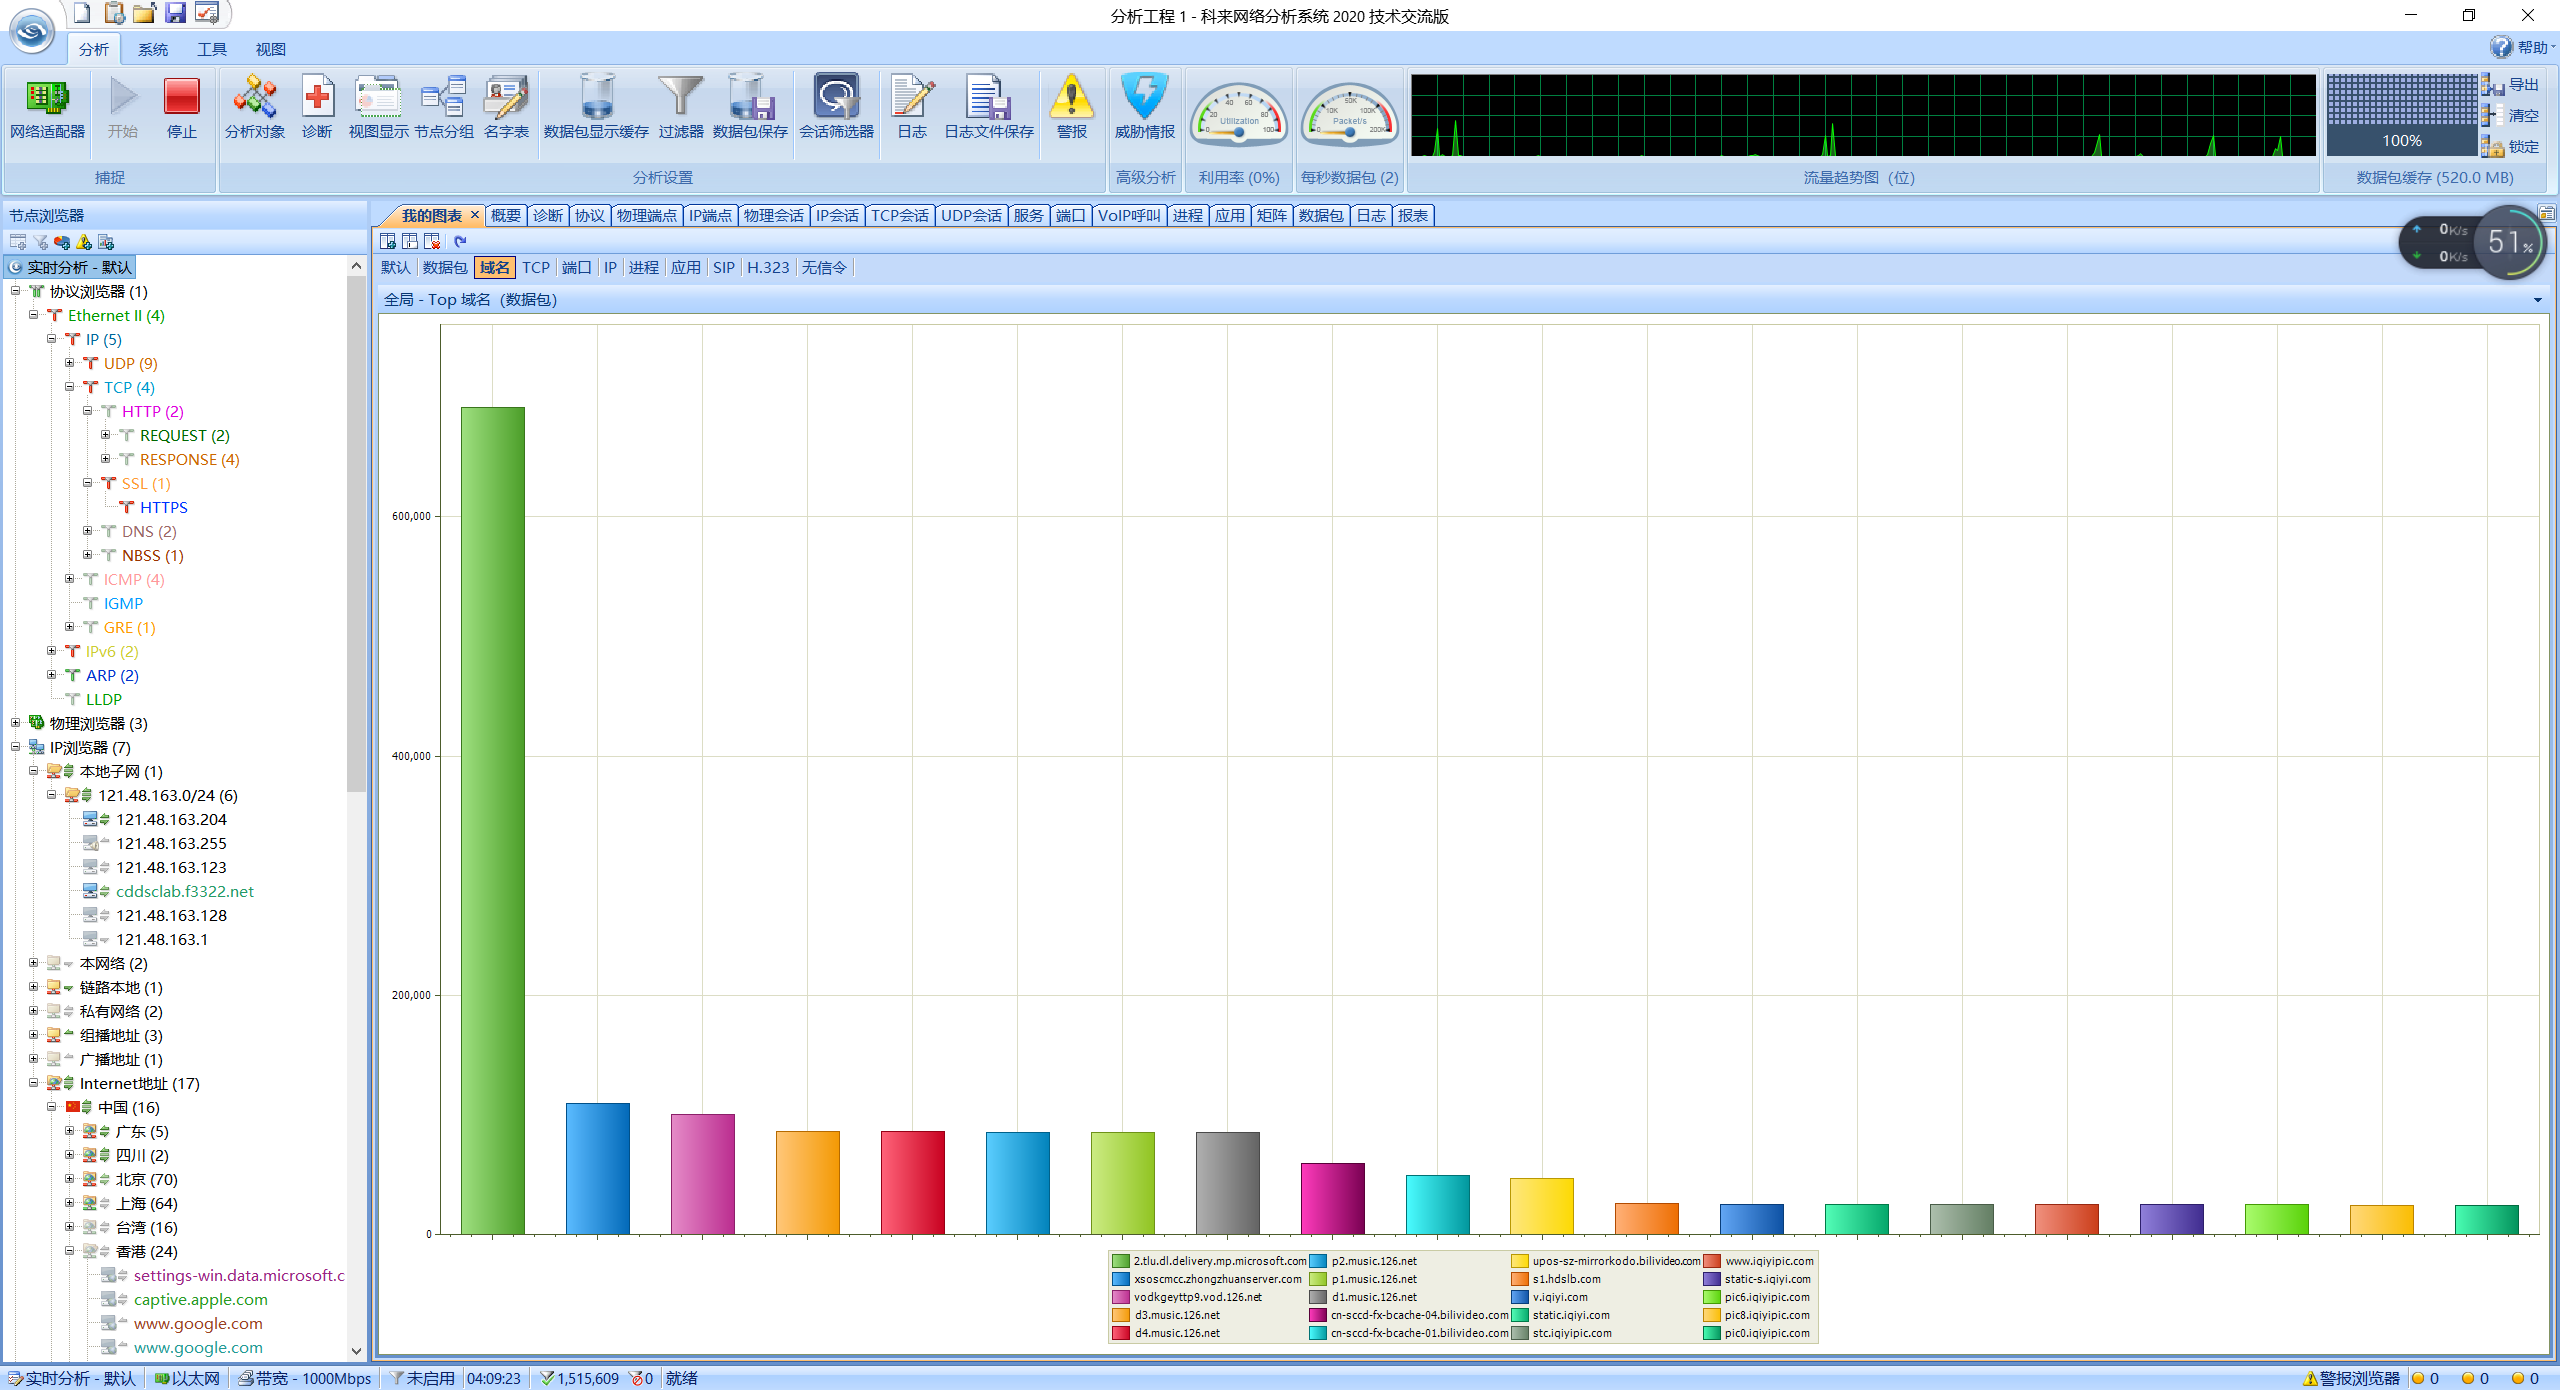 分析工程 1 - 科来网络分析系统 2020 技术交流版
分析 系统 工具 视图 帮助
网络适配器 开始 停止 分析对象 诊断 视图显示 节点分组 名字表 数据包显示缓存 过滤器 数据包保存 会话筛选器 日志 日志文件保存 警报 威胁情报
Utilization 0 20 40 60 80 100
Packet/s 0 10K 50K 100K 200K
100%
导出
清空
锁定
捕捉 分析设置 高级分析 利用率 (0%) 每秒数据包 (2) 流量趋势图（位） 数据包缓存 (520.0 MB)
0K/s
0K/s
51%
节点浏览器
实时分析 - 默认
协议浏览器 (1)
Ethernet II (4)
IP (5)
UDP (9)
TCP (4)
HTTP (2)
REQUEST (2)
RESPONSE (4)
SSL (1)
HTTPS
DNS (2)
NBSS (1)
ICMP (4)
IGMP
GRE (1)
IPv6 (2)
ARP (2)
LLDP
物理浏览器 (3)
IP浏览器 (7)
本地子网 (1)
121.48.163.0/24 (6)
121.48.163.204
121.48.163.255
121.48.163.123
cddsclab.f3322.net
121.48.163.128
121.48.163.1
本网络 (2)
链路本地 (1)
私有网络 (2)
组播地址 (3)
广播地址 (1)
Internet地址 (17)
中国 (16)
广东 (5)
四川 (2)
北京 (70)
上海 (64)
台湾 (16)
香港 (24)
settings-win.data.microsoft.c
captive.apple.com
www.google.com
www.google.com
我的图表 概要 诊断 协议 物理端点 IP端点 物理会话 IP会话 TCP会话 UDP会话 服务 端口 VoIP呼叫 进程 应用 矩阵 数据包 日志 报表
默认 数据包 域名 TCP 端口 IP 进程 应用 SIP H.323 无信令
全局 - Top 域名（数据包）
600,000
400,000
200,000
0
2.tlu.dl.delivery.mp.microsoft.com p2.music.126.net upos-sz-mirrorkodo.bilivideo.com www.iqiyipic.com
xsoscmcc.zhongzhuanserver.com p1.music.126.net s1.hdslb.com static-s.iqiyi.com
vodkgeyttp9.vod.126.net d1.music.126.net v.iqiyi.com pic6.iqiyipic.com
d3.music.126.net cn-sccd-fx-bcache-04.bilivideo.com static.iqiyi.com pic8.iqiyipic.com
d4.music.126.net cn-sccd-fx-bcache-01.bilivideo.com stc.iqiyipic.com pic0.iqiyipic.com
实时分析 - 默认 以太网 带宽 - 1000Mbps 未启用 04:09:23 1,515,609 0 就绪 警报浏览器 0 0 0